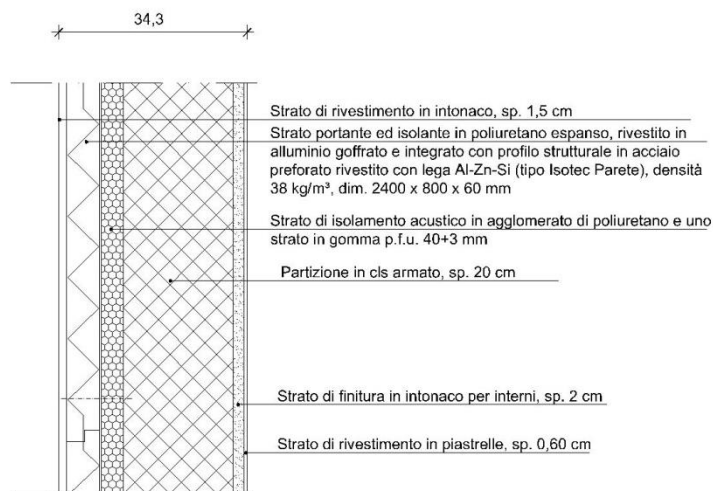 34,3
Strato di rivestimento in intonaco, sp. 1,5 cm
Strato portante ed isolante in poliuretano espanso, rivestito in
alluminio goffrato e integrato con profilo strutturale in acciaio
preforato rivestito con lega Al-Zn-Si (tipo Isotec Parete), densità
38 kg/m³, dim. 2400 x 800 x 60 mm
Strato di isolamento acustico in agglomerato di poliuretano e uno
strato in gomma p.f.u. 40+3 mm
Partizione in cls armato, sp. 20 cm
Strato di finitura in intonaco per interni, sp. 2 cm
Strato di rivestimento in piastrelle, sp. 0,60 cm